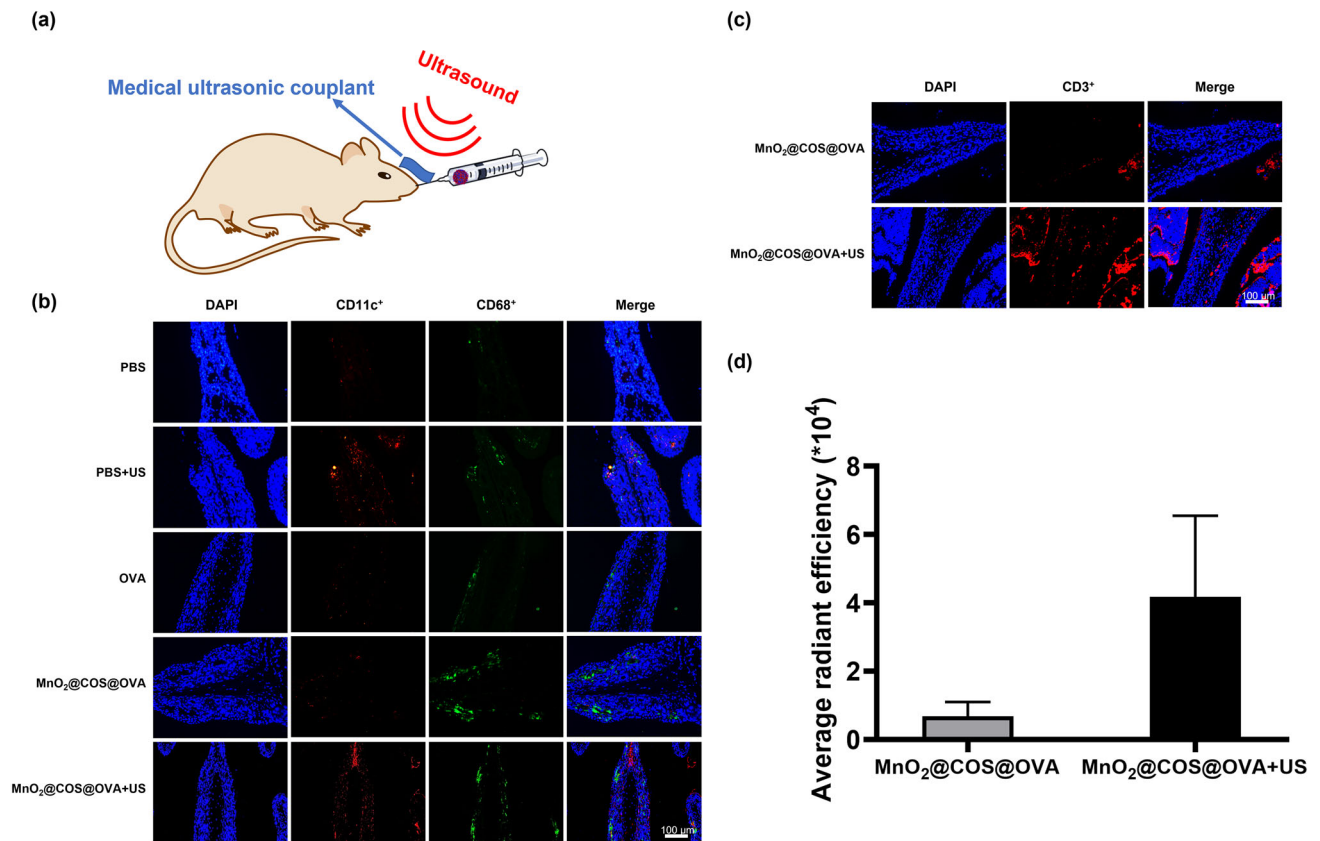 (a)
Medical ultrasonic couplant
Ultrasound
(b)
DAPI CD11c⁺ CD68⁺ Merge
PBS
PBS+US
OVA
MnO₂@COS@OVA
MnO₂@COS@OVA+US
100 μm
(c)
DAPI CD3⁺ Merge
MnO₂@COS@OVA
MnO₂@COS@OVA+US
100 μm
(d)
Average radiant efficiency (*10⁴)
8
6
4
2
0
MnO₂@COS@OVA MnO₂@COS@OVA+US